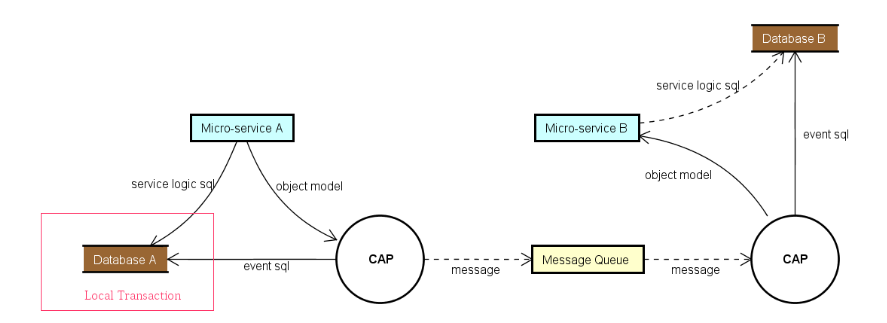 Database B
service logic sql
Micro-service A
Micro-service B
event sql
service logic sql
object model
object model
Database A
event sql
CAP
message
Message Queue
message
CAP
Local Transaction